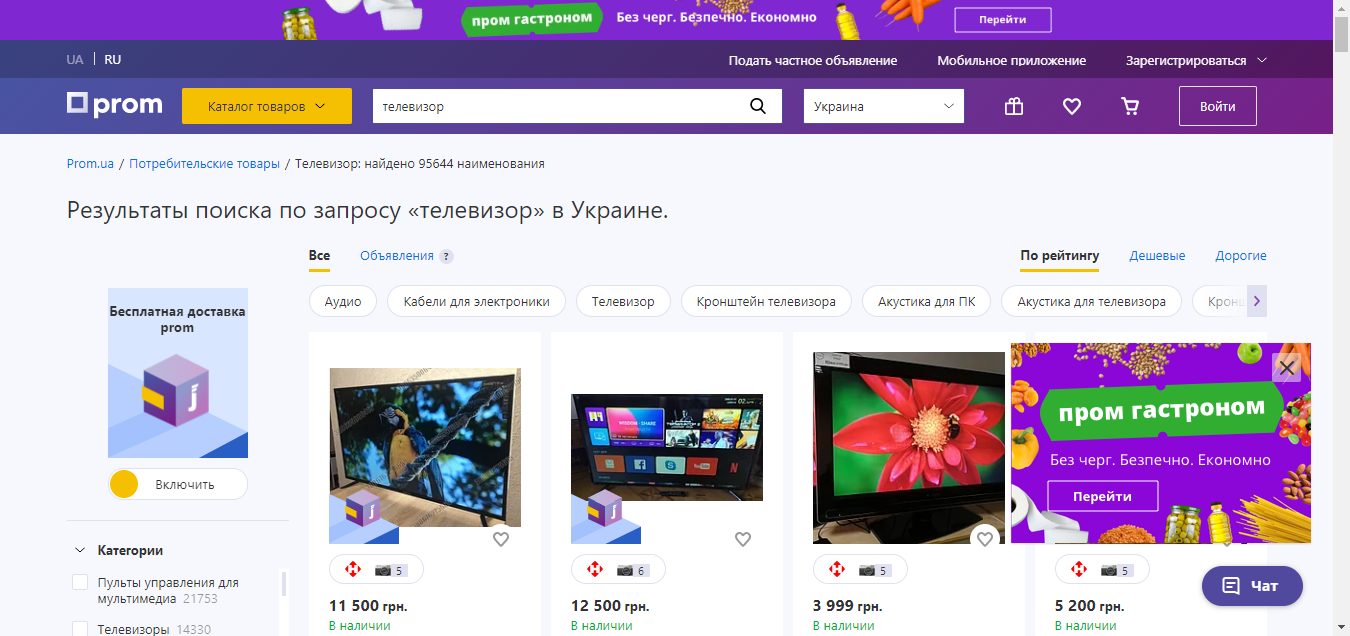 пром гастроном
Без черг. Безпечно. Економно
Перейти
UA RU
Подать частное объявление
Мобильное приложение
Зарегистрироваться
prom
Каталог товаров
телевизор
Украина
Войти
Prom.ua / Потребительские товары / Телевизор: найдено 95644 наименования
Результаты поиска по запросу «телевизор» в Украине.
Все
Объявления ?
По рейтингу
Дешевые
Дорогие
Аудио
Кабели для электроники
Телевизор
Кронштейн телевизора
Акустика для ПК
Акустика для телевизора
Бесплатная доставка
prom
Включить
Категории
Пульты управления для
мультимедиа 21753
Телевизоры 14330
5
11 500 грн.
В наличии
6
12 500 грн.
В наличии
5
3 999 грн.
В наличии
5
5 200 грн.
В наличии
пром гастроном
Без черг. Безпечно. Економно
Перейти
Чат